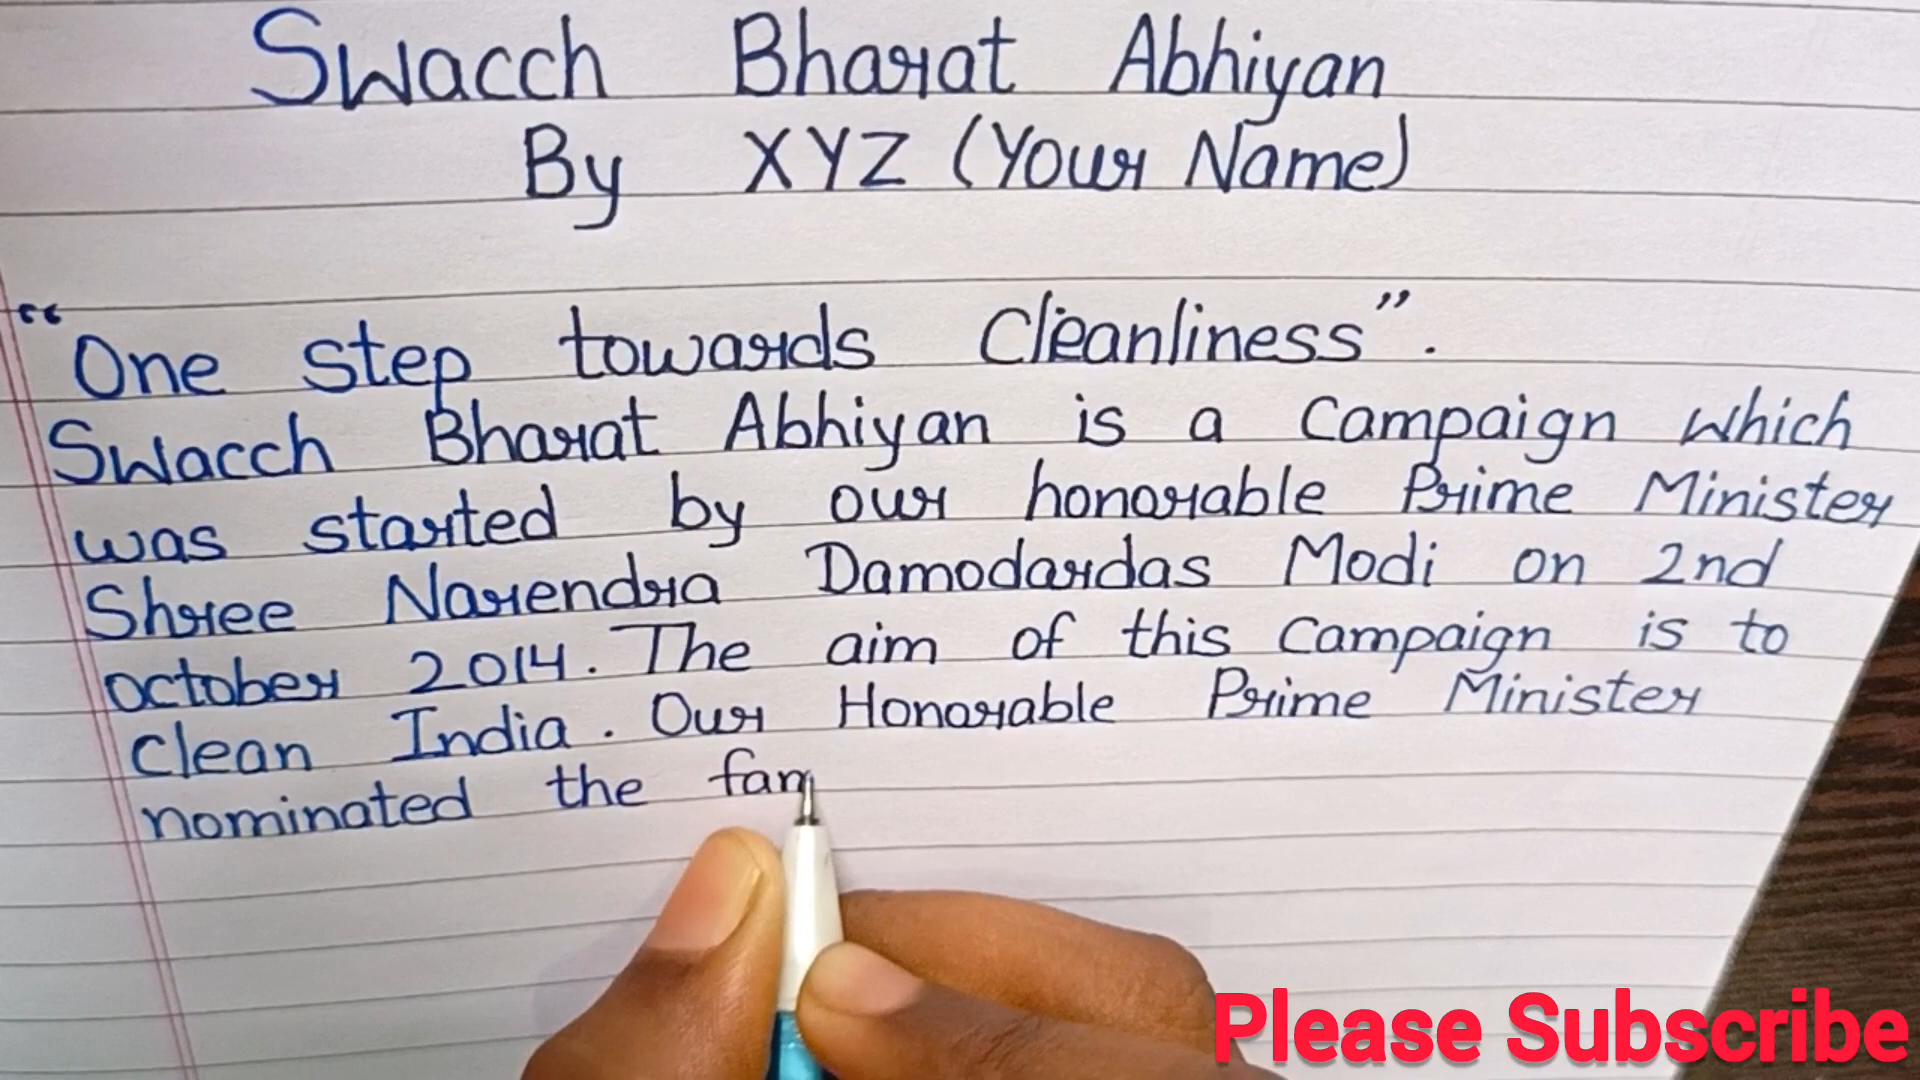 Swacch Bharat Abhiyan
By XYZ (Your Name)
"One step towards Cleanliness".
Swacch Bharat Abhiyan is a Campaign which
was started by our honorable Prime Minister
Shree Narendra Damodardas Modi on 2nd
october 2014. The aim of this Campaign is to
clean India. Our Honorable Prime Minister
nominated the fam
Please Subscribe